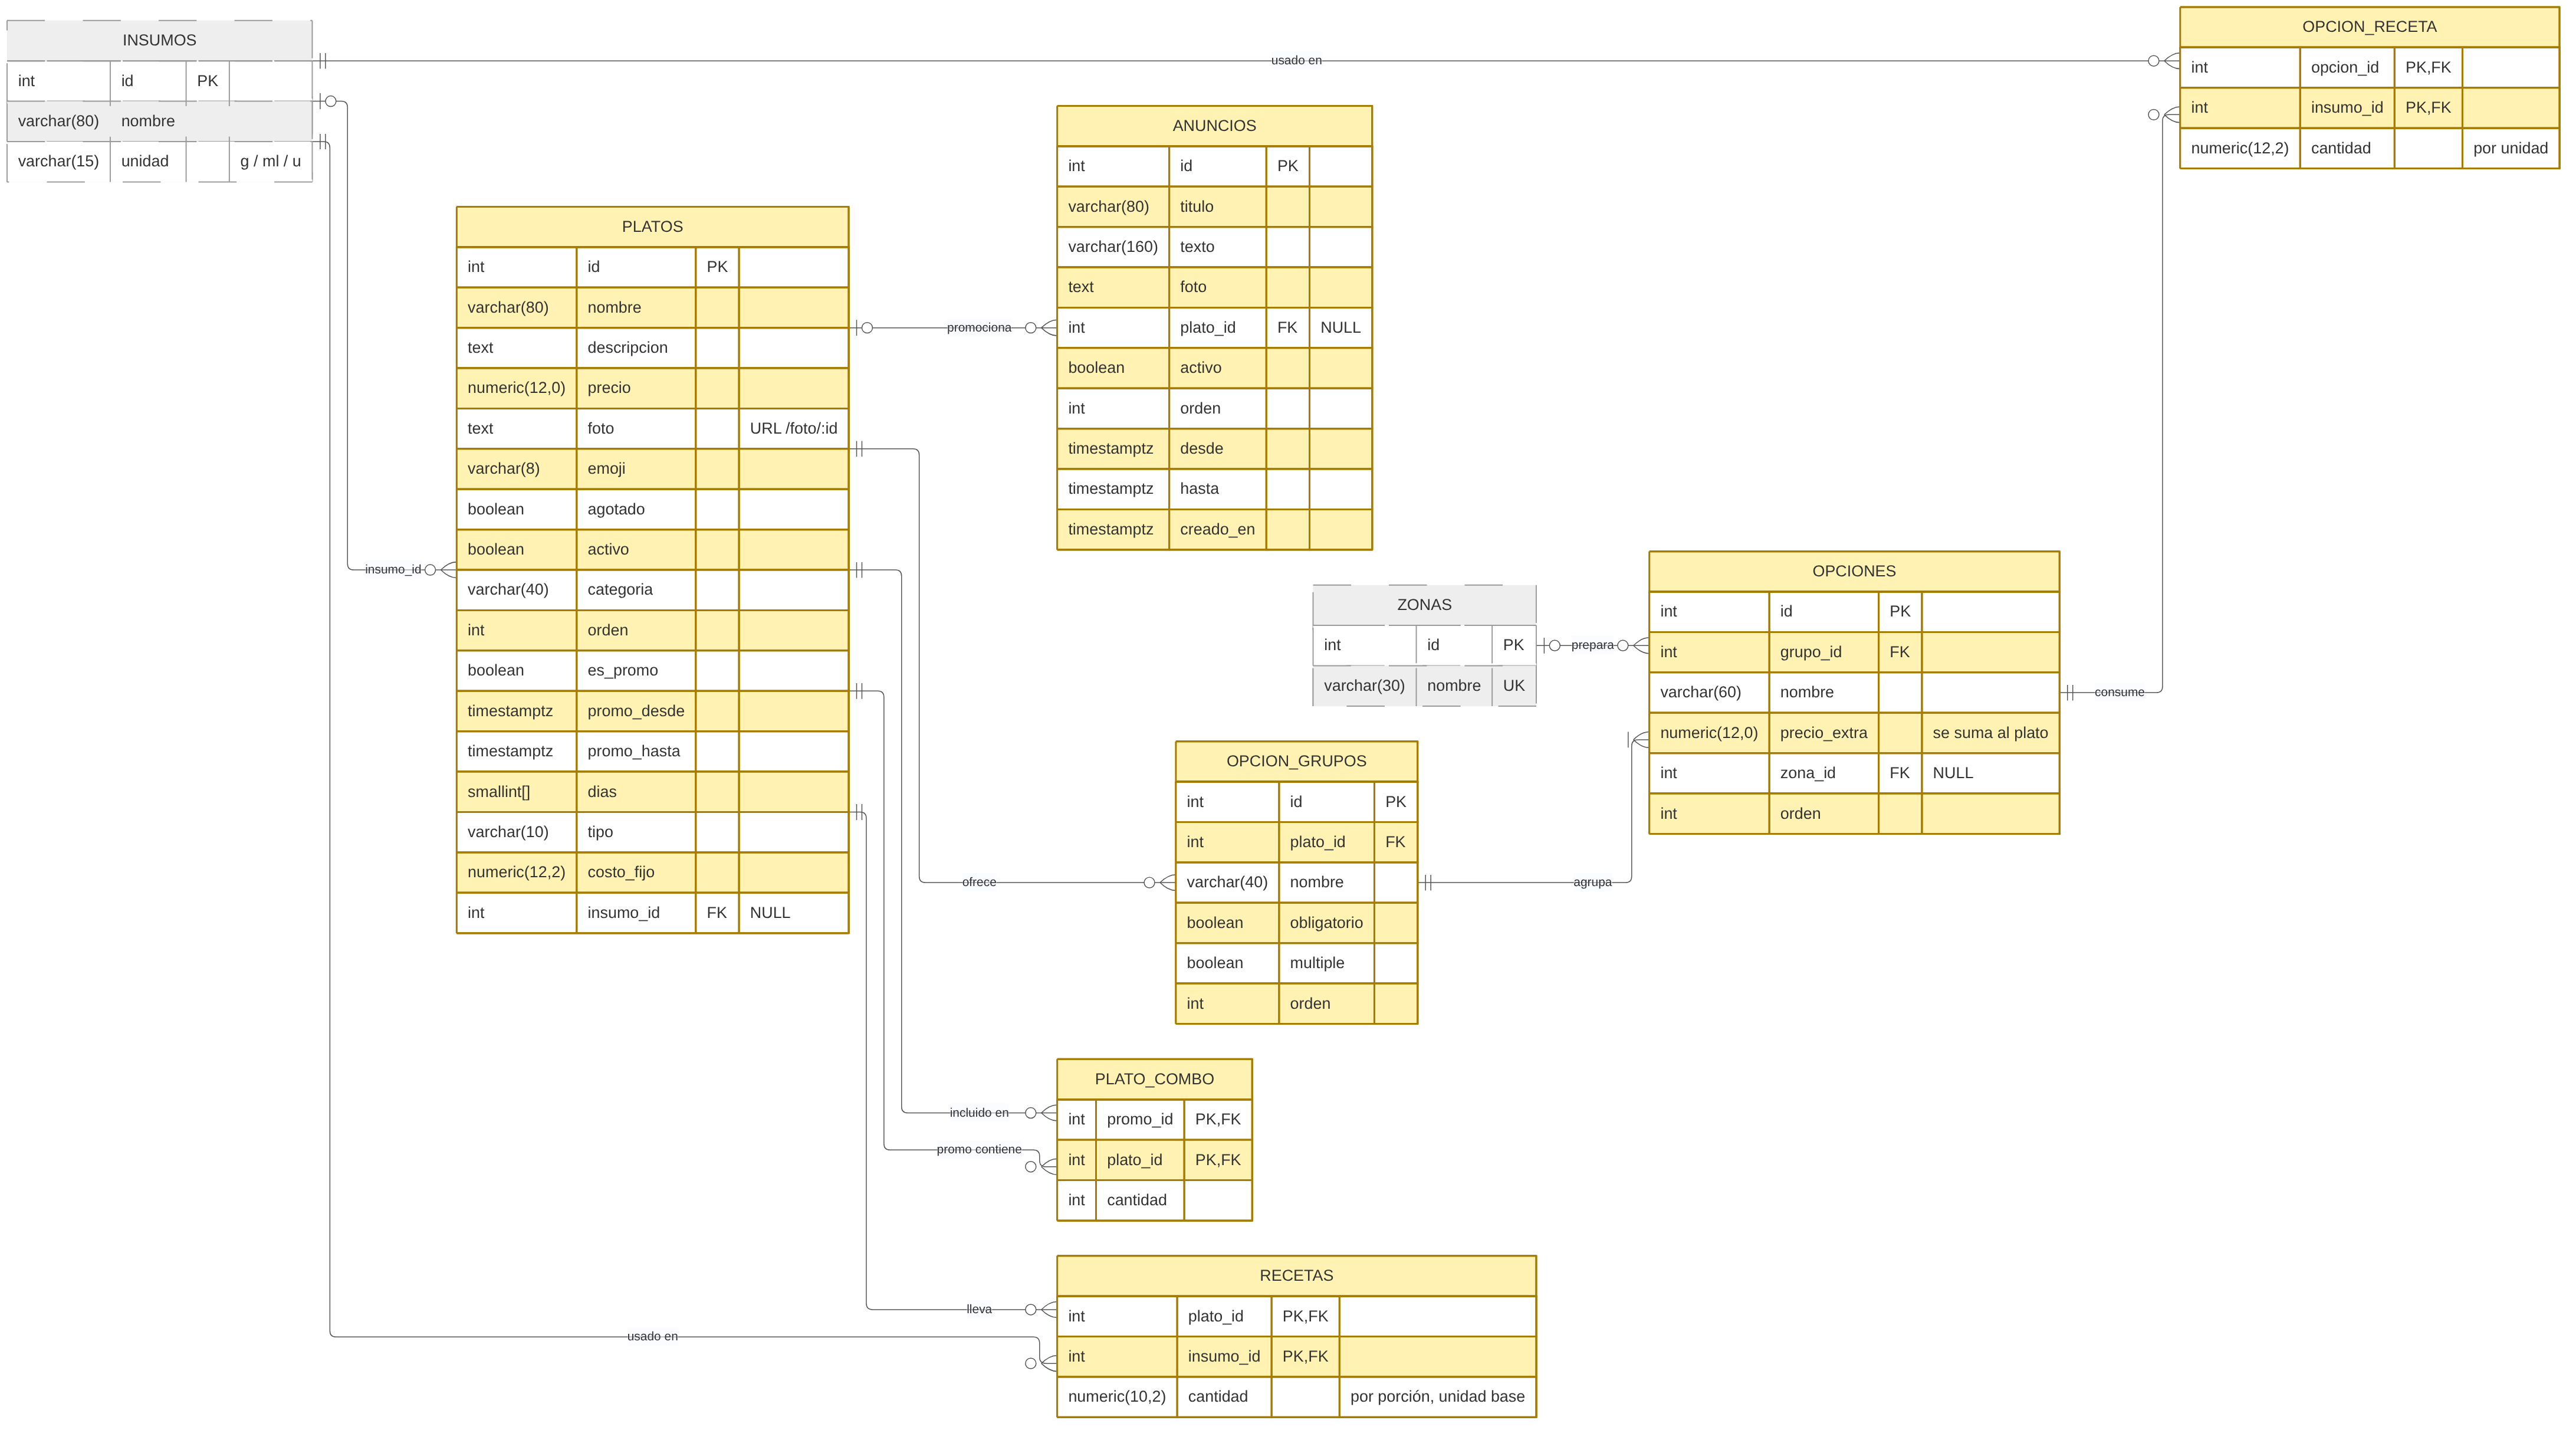 INSUMOS
int id PK
varchar(80) nombre
varchar(15) unidad g / ml / u
usado en
OPCION_RECETA
int opcion_id PK,FK
int insumo_id PK,FK
numeric(12,2) cantidad por unidad
ANUNCIOS
int id PK
varchar(80) titulo
varchar(160) texto
text foto
int plato_id FK NULL
boolean activo
int orden
timestamptz desde
timestamptz hasta
timestamptz creado_en
PLATOS
int id PK
varchar(80) nombre
text descripcion
numeric(12,0) precio
text foto URL /foto/:id
varchar(8) emoji
boolean agotado
boolean activo
varchar(40) categoria
int orden
boolean es_promo
timestamptz promo_desde
timestamptz promo_hasta
smallint[] dias
varchar(10) tipo
numeric(12,2) costo_fijo
int insumo_id FK NULL
promociona
insumo_id
ZONAS
int id PK
varchar(30) nombre UK
prepara
OPCIONES
int id PK
int grupo_id FK
varchar(60) nombre
numeric(12,0) precio_extra se suma al plato
int zona_id FK NULL
int orden
consume
OPCION_GRUPOS
int id PK
int plato_id FK
varchar(40) nombre
boolean obligatorio
boolean multiple
int orden
ofrece
agrupa
PLATO_COMBO
int promo_id PK,FK
int plato_id PK,FK
int cantidad
incluido en
promo contiene
RECETAS
int plato_id PK,FK
int insumo_id PK,FK
numeric(10,2) cantidad por porción, unidad base
lleva
usado en